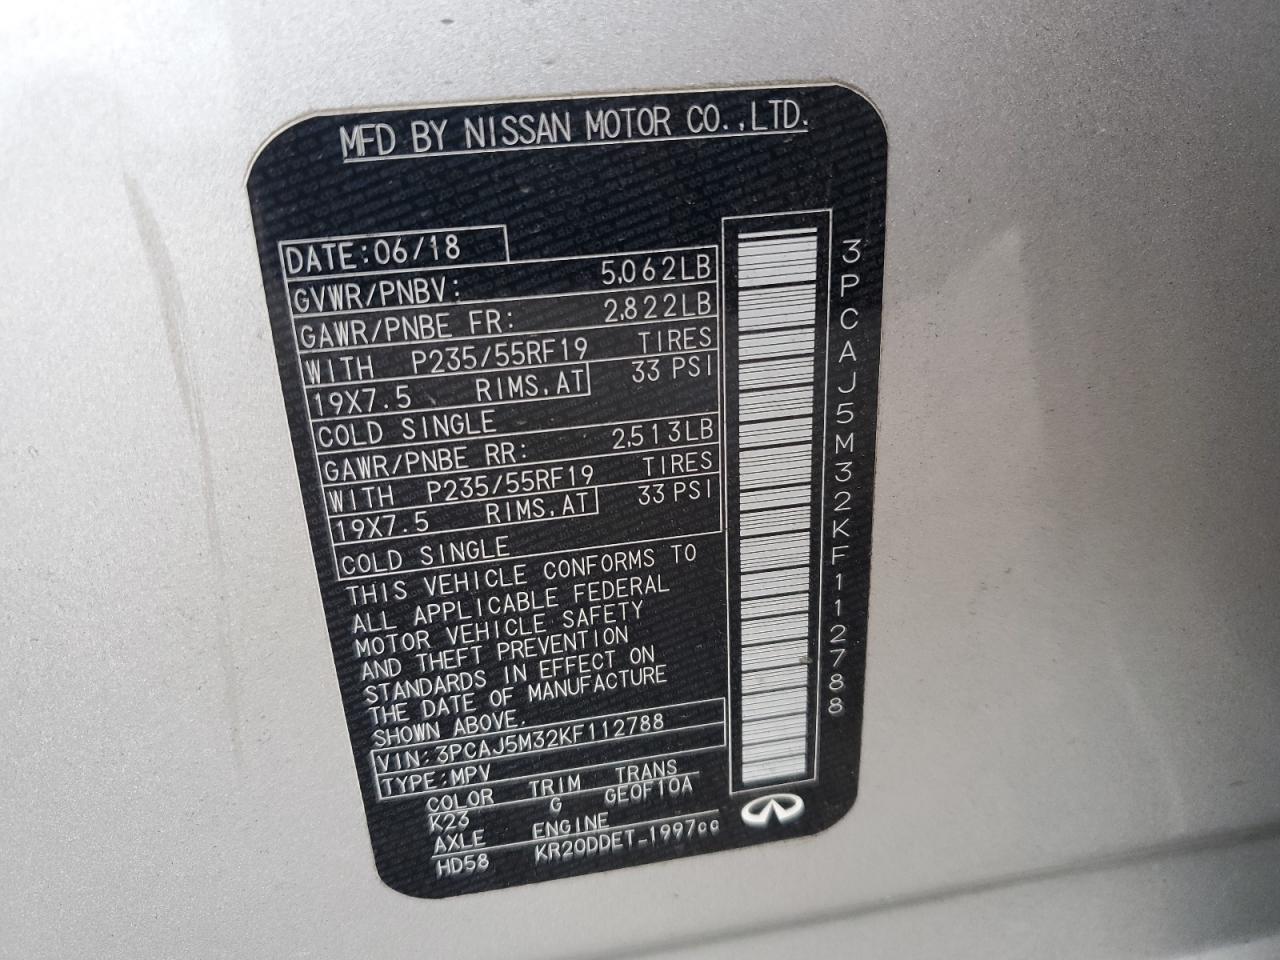 MFD BY NISSAN MOTOR CO.,LTD.
DATE:06/18
GVWR/PNBV: 5,062LB
GAWR/PNBE FR: 2,822LB
WITH P235/55RF19 TIRES
19X7.5 RIMS,AT 33 PSI
COLD SINGLE
GAWR/PNBE RR: 2,513LB
WITH P235/55RF19 TIRES
19X7.5 RIMS,AT 33 PSI
COLD SINGLE
THIS VEHICLE CONFORMS TO
ALL APPLICABLE FEDERAL
MOTOR VEHICLE SAFETY
AND THEFT PREVENTION
STANDARDS IN EFFECT ON
THE DATE OF MANUFACTURE
SHOWN ABOVE.
VIN:3PCAJ5M32KF112788
TYPE:MPV
COLOR TRIM TRANS
K23 G GE0F10A
AXLE ENGINE
HD58 KR20DDET-1997cc
3PCAJ5M32KF112788